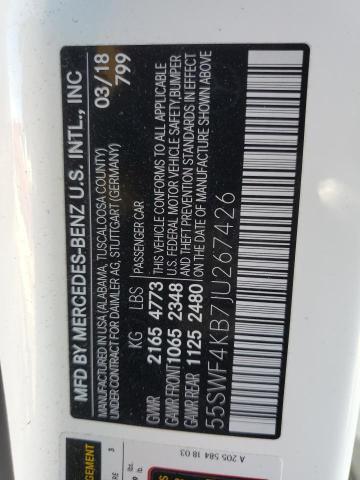 MFD BY MERCEDES-BENZ U.S. INTL., INC
MANUFACTURED IN USA (ALABAMA, TUSCALOOSA COUNTY)
UNDER CONTRACT FOR DAIMLER AG, STUTTGART (GERMANY)
03/18
799
KG LBS
GVWR 2165 4773
GAWR FRONT 1065 2348
GAWR REAR 1125 2480
PASSENGER CAR
THIS VEHICLE CONFORMS TO ALL APPLICABLE
U.S. FEDERAL MOTOR VEHICLE SAFETY,BUMPER
AND THEFT PREVENTION STANDARDS IN EFFECT
ON THE DATE OF MANUFACTURE SHOWN ABOVE
55SWF4KB7JU267426
A 205 584 18 03